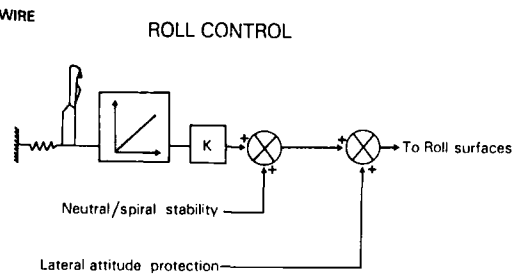 WIRE
ROLL CONTROL
K
+
+
+
+
To Roll surfaces
Neutral/spiral stability
Lateral attitude protection